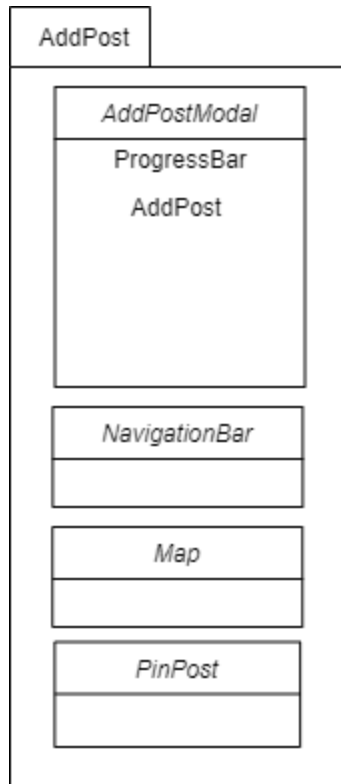 AddPost
AddPostModal
ProgressBar
AddPost
NavigationBar
Map
PinPost